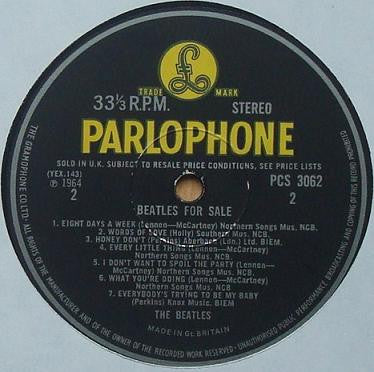 TRADE MARK
33⅓ R.P.M. STEREO
PARLOPHONE
SOLD IN U.K. SUBJECT TO RESALE PRICE CONDITIONS, SEE PRICE LISTS
(YEX.143)
℗ 1964
2
PCS 3062
2
BEATLES FOR SALE
1. EIGHT DAYS A WEEK (Lennon—McCartney) Northern Songs Mus. NCB.
2. WORDS OF LOVE (Holly) Southern Mus. NCB.
3. HONEY DON'T (Perkins) Aberbach (Ldn.) Ltd. BIEM.
4. EVERY LITTLE THING (Lennon—McCartney)
Northern Songs Mus. NCB.
5. I DON'T WANT TO SPOIL THE PARTY (Lennon—
McCartney) Northern Songs Mus. NCB.
6. WHAT YOU'RE DOING (Lennon—McCartney)
Northern Songs Mus. NCB.
7. EVERYBODY'S TRYING TO BE MY BABY
(Perkins) Knox Music. BIEM
THE BEATLES
MADE IN Gt. BRITAIN
THE GRAMOPHONE CO. LTD. ALL RIGHTS OF THE MANUFACTURER AND OF THE OWNER OF THE RECORDED WORK RESERVED. UNAUTHORISED PUBLIC PERFORMANCE BROADCASTING AND COPYING OF THIS RECORD PROHIBITED